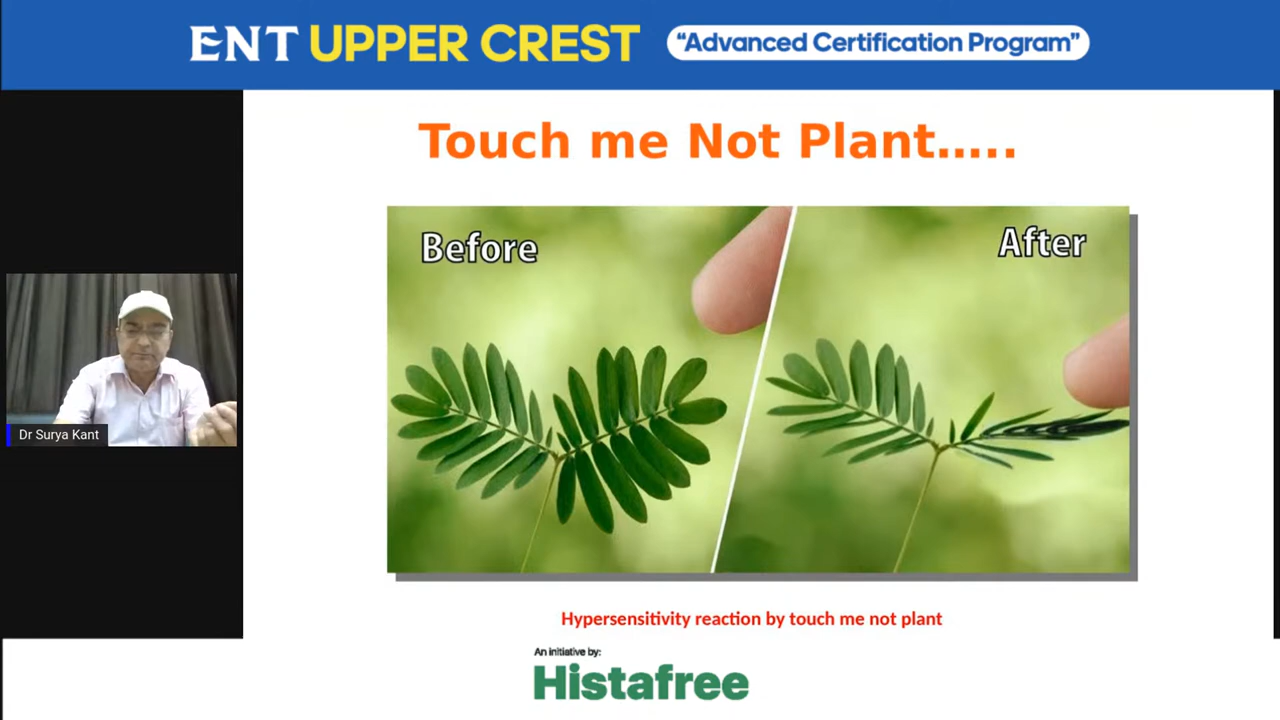 ENT UPPER CREST "Advanced Certification Program"
Touch me Not Plant.....
Before
After
Dr Surya Kant
Hypersensitivity reaction by touch me not plant
An initiative by:
Histafree